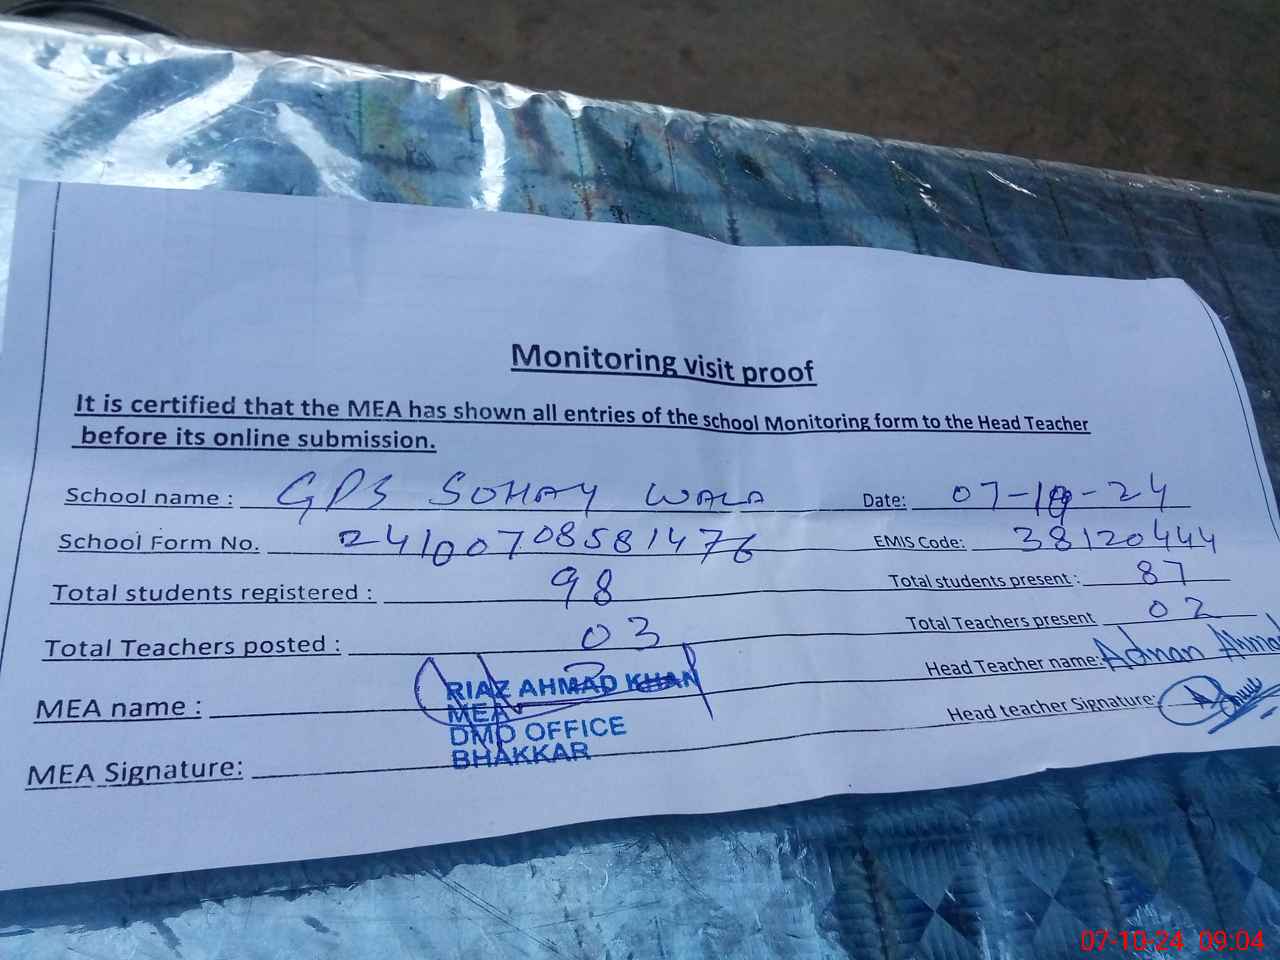 Monitoring visit proof
It is certified that the MEA has shown all entries of the school Monitoring form to the Head Teacher
before its online submission.
School name : GPS SOHAY WALA Date: 07-10-24
School Form No. 2410070858581476 EMIS Code: 38120444
Total students registered : 98 Total students present : 87
Total Teachers posted : 03 Total Teachers present 02
MEA name : RIAZ AHMAD KHAN Head Teacher name: Adnan Ahmad
MEA
DMO OFFICE
BHAKKAR
MEA Signature: Head teacher Signature:
07-10-24 09:04